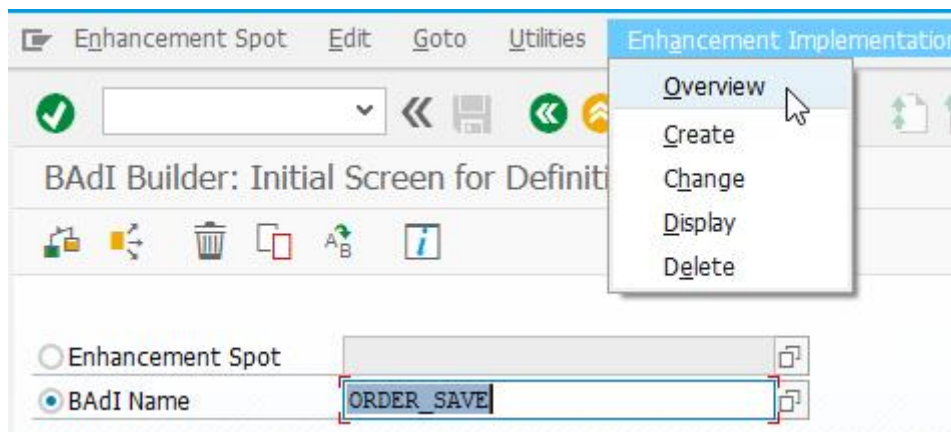 Enhancement Spot Edit Goto Utilities Enhancement Implementation
Overview
Create
BAdI Builder: Initial Screen for Definiti
Change
Display
Delete
Enhancement Spot
BAdI Name ORDER_SAVE